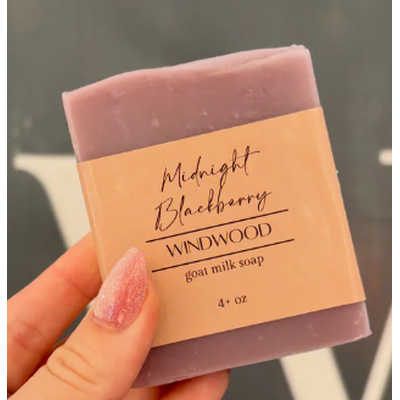 Midnight
Blackberry
WINDWOOD
goat milk soap
4+ oz